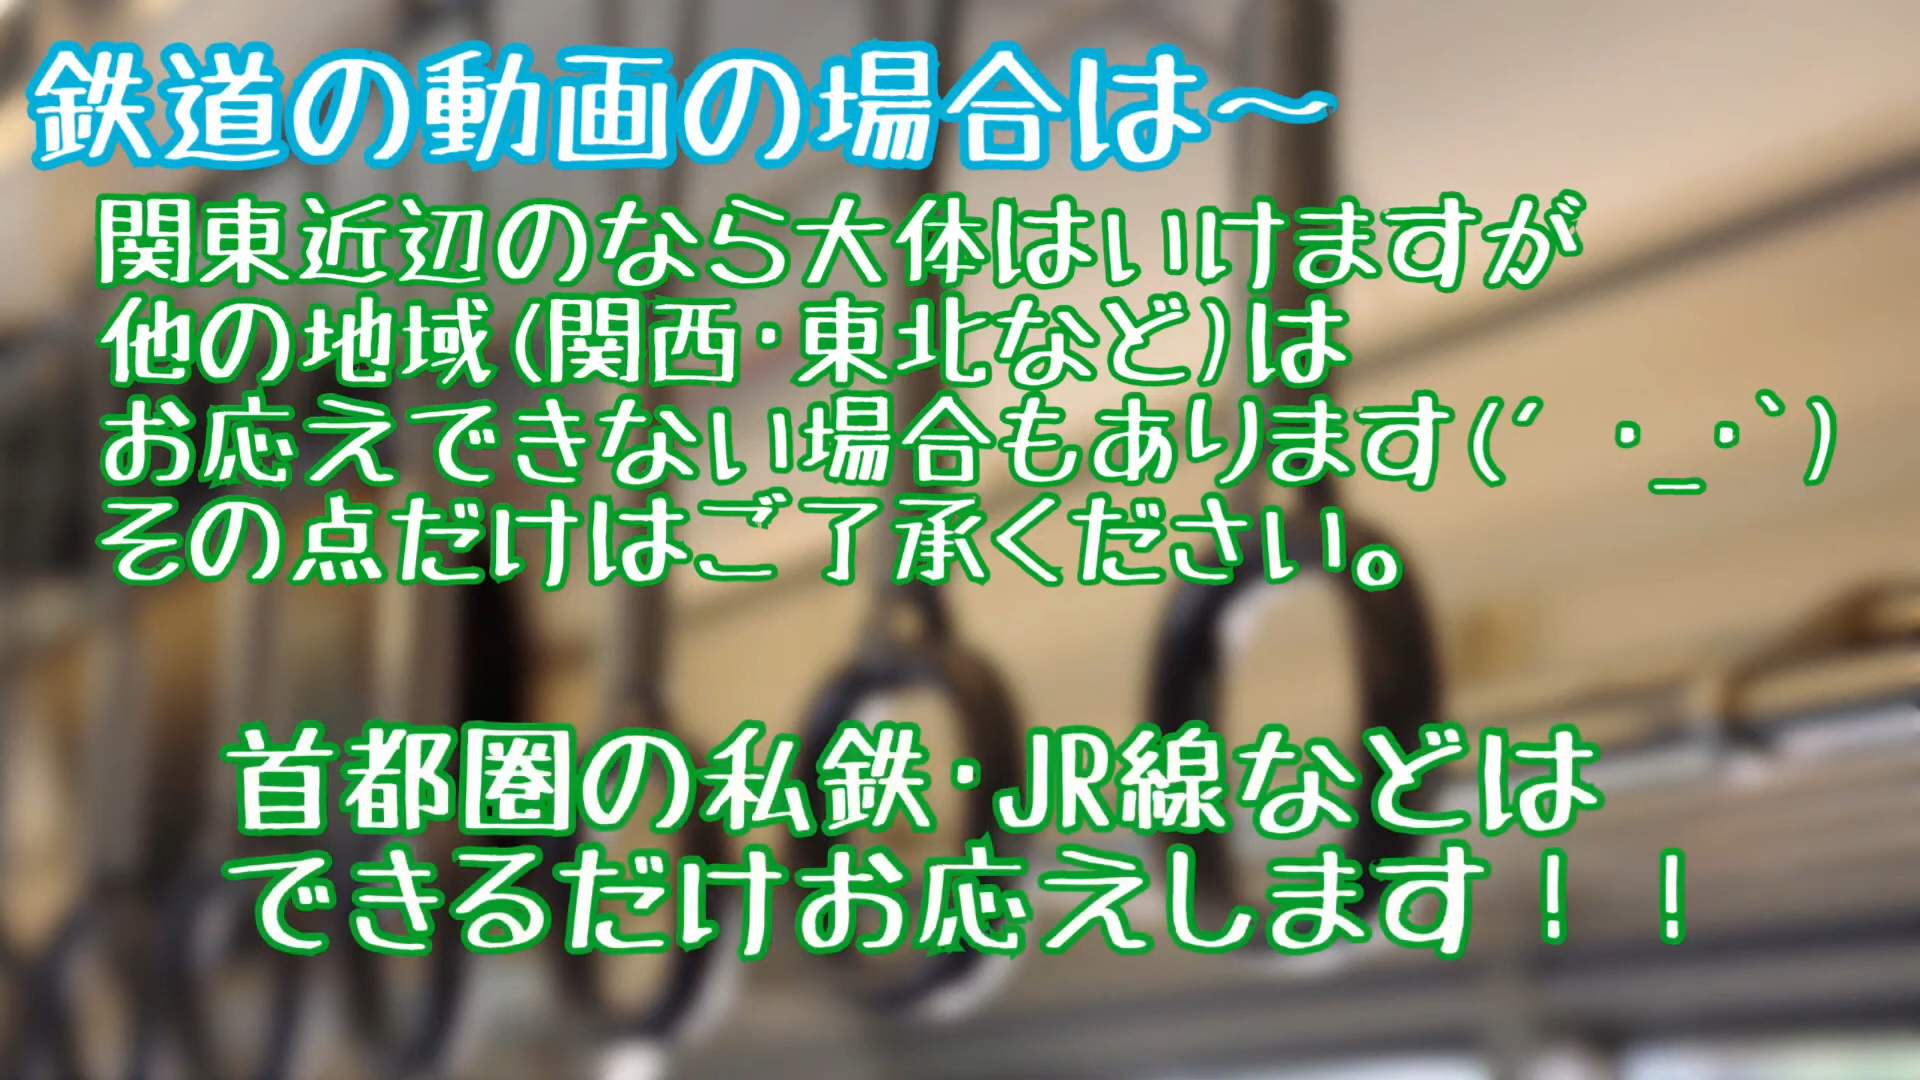 鉄道の動画の場合は〜
関東近辺のなら大体はいけますが
他の地域(関西・東北など)は
お応えできない場合もあります(´・_・`)
その点だけはご了承ください。
首都圏の私鉄・JR線などは
できるだけお応えします！！